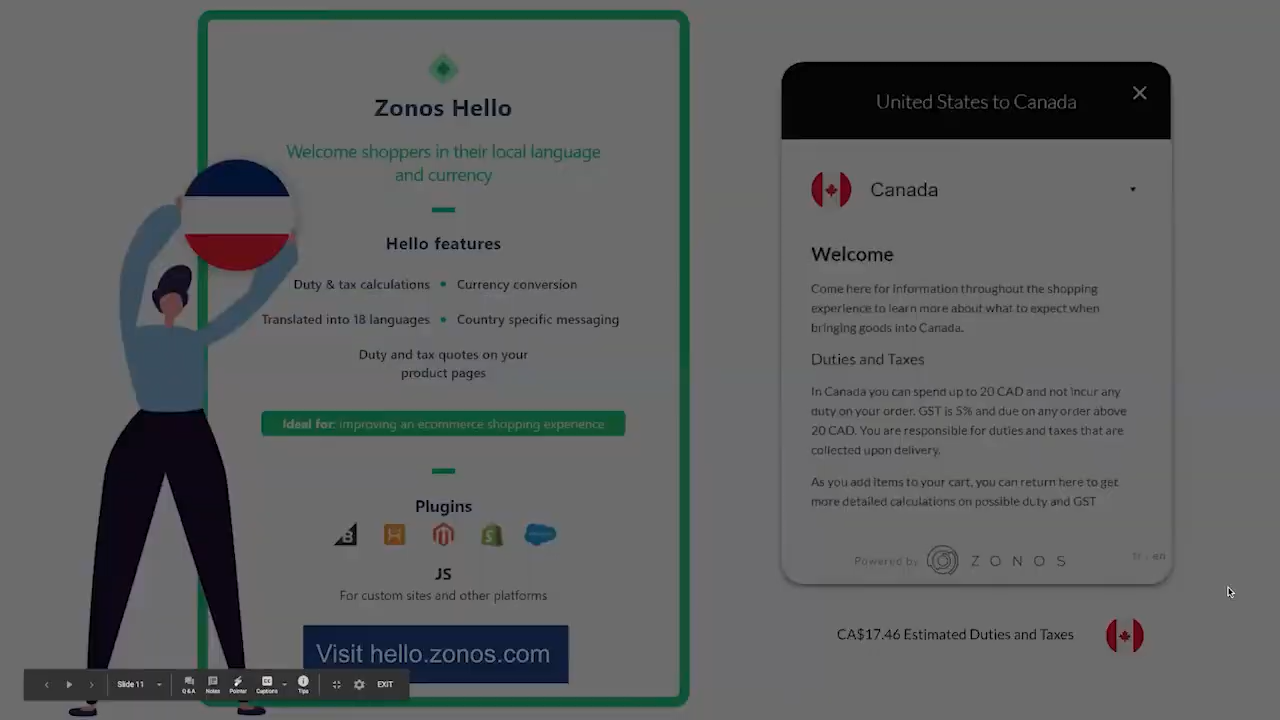 Zonos Hello
Welcome shoppers in their local language
and currency
Hello features
Duty & tax calculations • Currency conversion
Translated into 18 languages • Country specific messaging
Duty and tax quotes on your
product pages
Ideal for: improving an ecommerce shopping experience
Plugins
JS
For custom sites and other platforms
Visit hello.zonos.com
United States to Canada
Canada
Welcome
Come here for information throughout the shopping
experience to learn more about what to expect when
bringing goods into Canada.
Duties and Taxes
In Canada you can spend up to 20 CAD and not incur any
duty on your order. GST is 5% and due on any order above
20 CAD. You are responsible for duties and taxes that are
collected upon delivery.
As you add items to your cart, you can return here to get
more detailed calculations on possible duty and GST
Powered by ZONOS
fr . en
CA$17.46 Estimated Duties and Taxes
Slide 11
Q & A
Notes
Pointer
Captions
Tips
EXIT